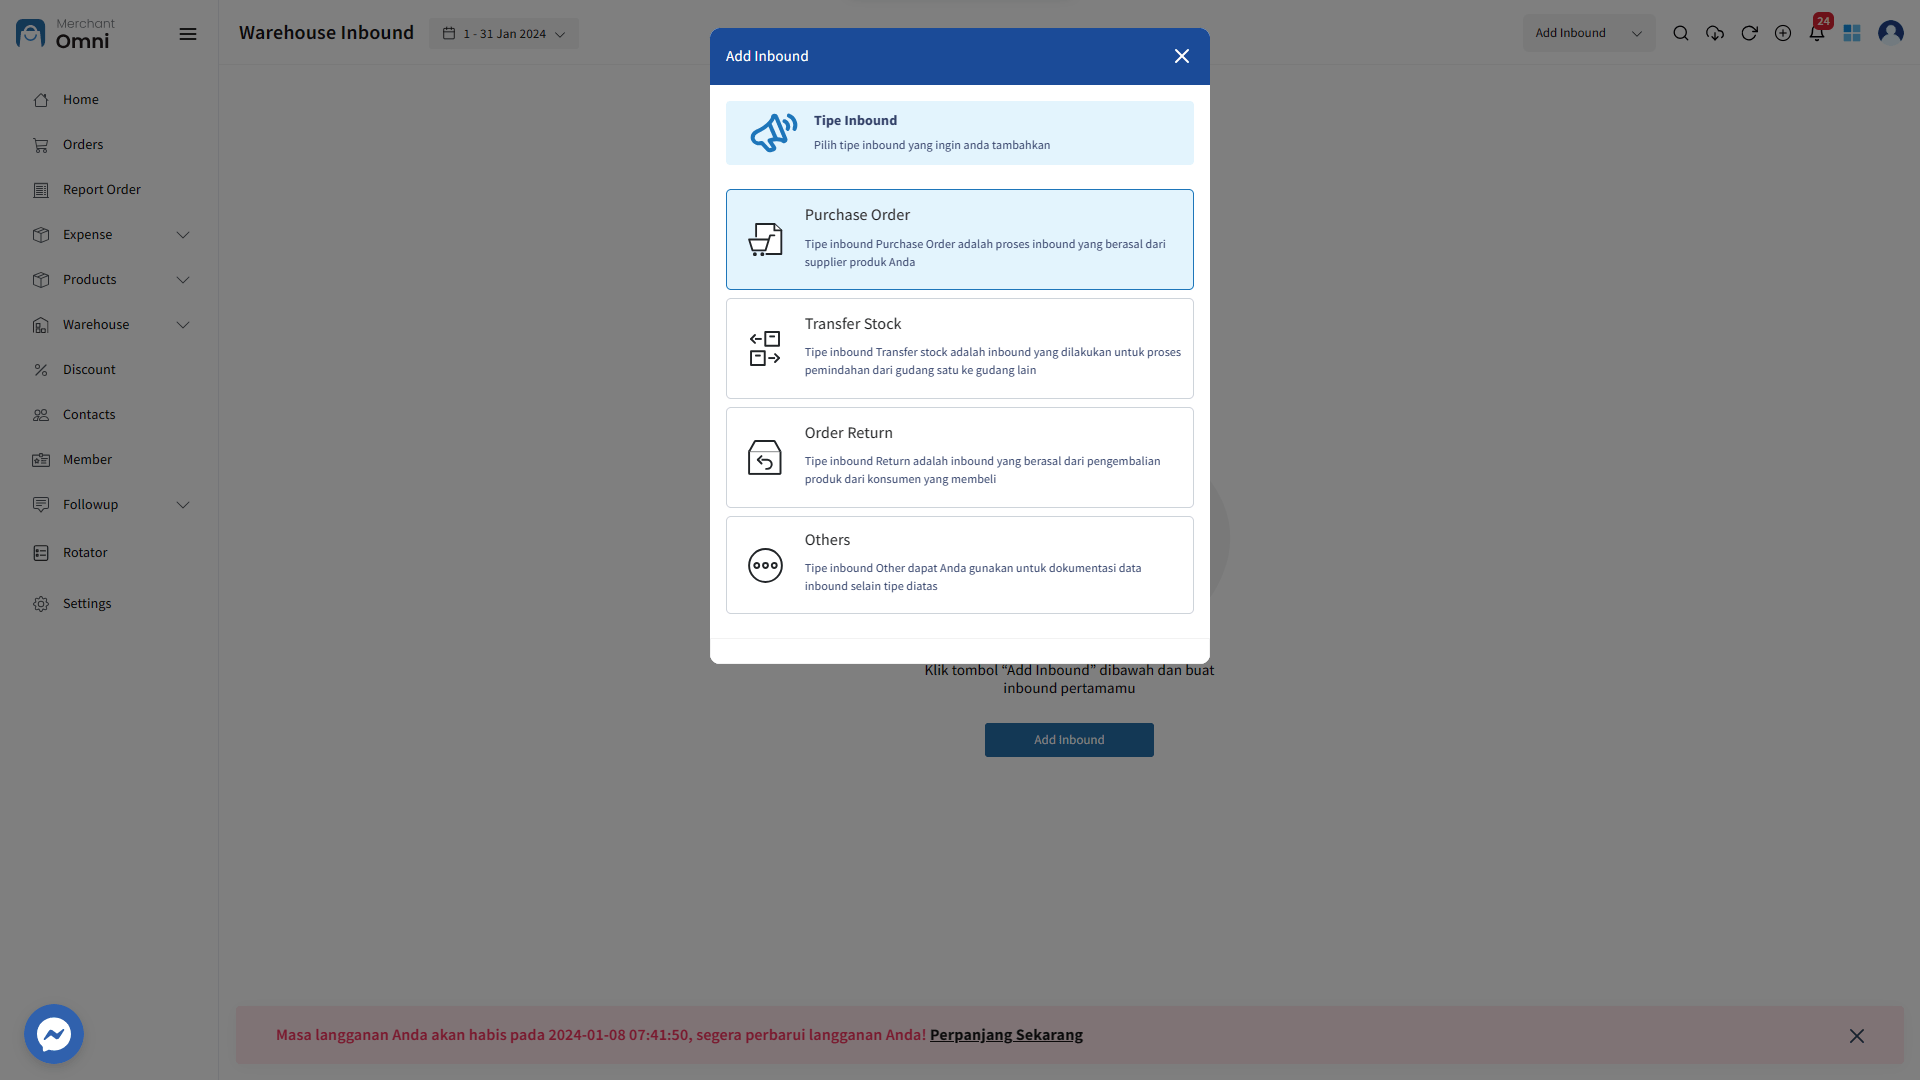 Merchant
Omni
Warehouse Inbound
1 - 31 Jan 2024
Add Inbound
24
Home
Orders
Report Order
Expense
Products
Warehouse
Discount
Contacts
Member
Followup
Rotator
Settings
Add Inbound
Tipe Inbound
Pilih tipe inbound yang ingin anda tambahkan
Purchase Order
Tipe inbound Purchase Order adalah proses inbound yang berasal dari
supplier produk Anda
Transfer Stock
Tipe inbound Transfer stock adalah inbound yang dilakukan untuk proses
pemindahan dari gudang satu ke gudang lain
Order Return
Tipe inbound Return adalah inbound yang berasal dari pengembalian
produk dari konsumen yang membeli
Others
Tipe inbound Other dapat Anda gunakan untuk dokumentasi data
inbound selain tipe diatas
Klik tombol “Add Inbound” dibawah dan buat
inbound pertamamu
Add Inbound
Masa langganan Anda akan habis pada 2024-01-08 07:41:50, segera perbarui langganan Anda! Perpanjang Sekarang